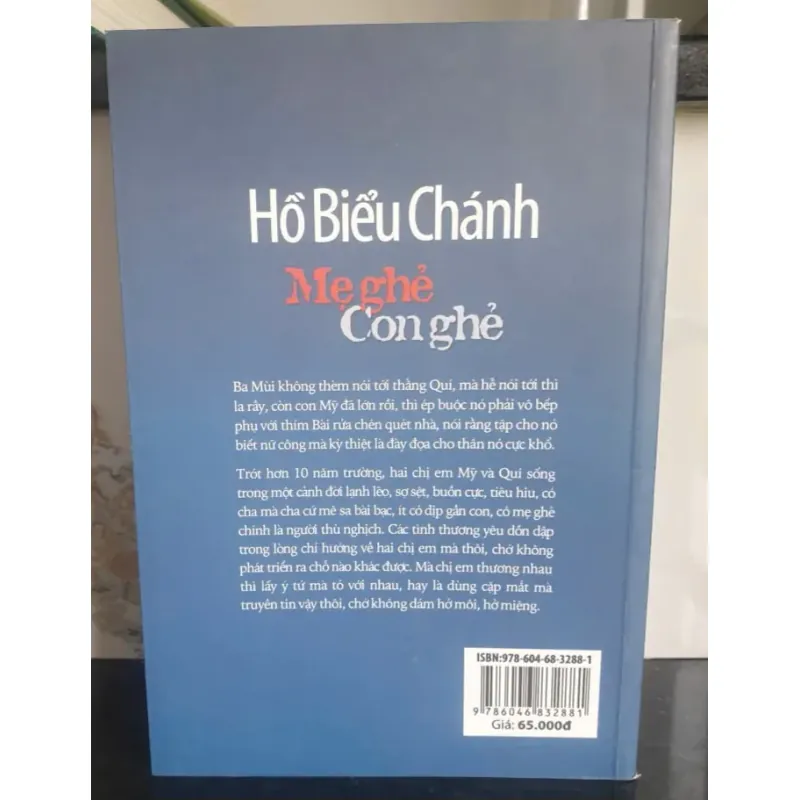 Hồ Biểu Chánh
Mẹ ghẻ
Con ghẻ
Ba Mùi không thèm nói tới thằng Quí, mà hễ nói tới thì
la rầy, còn con Mỹ đã lớn rồi, thì ép buộc nó phải vô bếp
phụ với thím Bài rửa chén quét nhà, nói rằng tập cho nó
biết nữ công mà kỳ thiệt là đày đọa cho thân nó cực khổ.
Trót hơn 10 năm trường, hai chị em Mỹ và Quí sống
trong một cảnh đời lạnh lẽo, sợ sệt, buồn cực, tiêu hiu, có
cha mà cha cứ mê sa bài bạc, ít có dịp gần con, có mẹ ghẻ
chính là người thù nghịch. Các tình thương yêu dồn dập
trong lòng chỉ hướng về hai chị em mà thôi, chớ không
phát triển ra chỗ nào khác được. Mà chị em thương nhau
thì lấy ý tứ mà tỏ với nhau, hay là dùng cặp mắt mà
truyền tin vậy thôi, chớ không dám hở môi, hở miệng.
ISBN:978-604-68-3288-1
9 786046 832881
Giá: 65.000đ